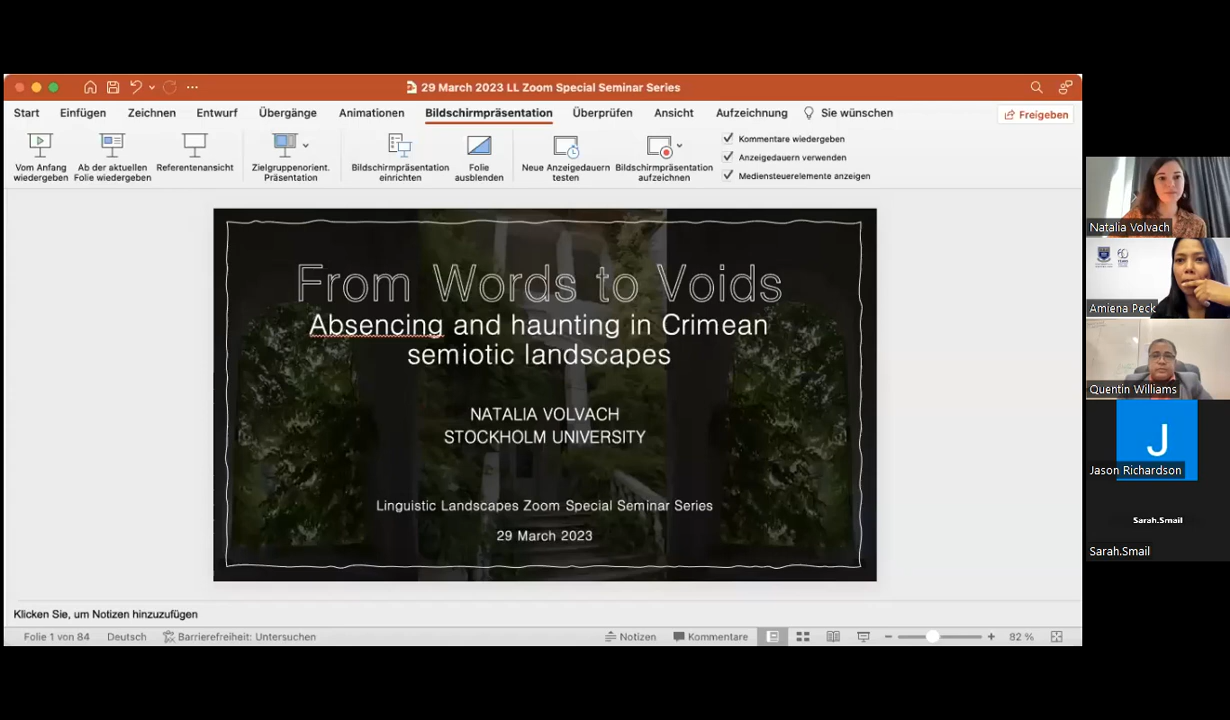 29 March 2023 LL Zoom Special Seminar Series
Start Einfügen Zeichnen Entwurf Übergänge Animationen Bildschirmpräsentation Überprüfen Ansicht Aufzeichnung Sie wünschen Freigeben
Vom Anfang wiedergeben
Ab der aktuellen Folie wiedergeben
Referentenansicht
Zielgruppenorient. Präsentation
Bildschirmpräsentation einrichten
Folie ausblenden
Neue Anzeigedauern testen
Bildschirmpräsentation aufzeichnen
Kommentare wiedergeben
Anzeigedauern verwenden
Mediensteuerelemente anzeigen
From Words to Voids
Absencing and haunting in Crimean
semiotic landscapes
NATALIA VOLVACH
STOCKHOLM UNIVERSITY
Linguistic Landscapes Zoom Special Seminar Series
29 March 2023
Klicken Sie, um Notizen hinzuzufügen
Folie 1 von 84 Deutsch Barrierefreiheit: Untersuchen Notizen Kommentare 82 %
Natalia Volvach
Amiena Peck
Quentin Williams
J
Jason Richardson
Sarah.Smail
Sarah.Smail